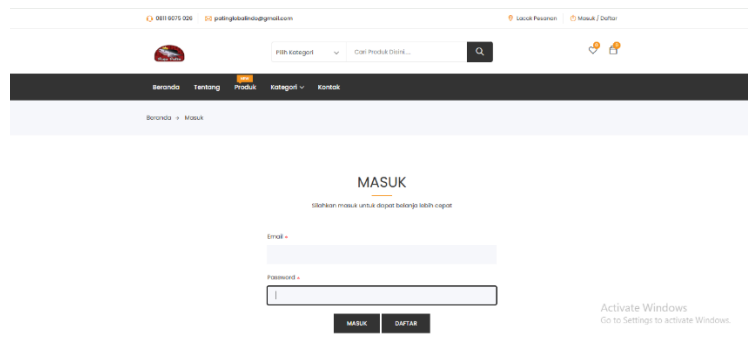 0811 9075 026 patinglobalindo@gmail.com Lacak Pesanan Masuk / Daftar
Pilih Kategori Cari Produk Disini...
NEW
Beranda Tentang Produk Kategori Kontak
Beranda Masuk
MASUK
Silahkan masuk untuk dapat belanja lebih cepat
Email *
Password *
MASUK DAFTAR
Activate Windows
Go to Settings to activate Windows.